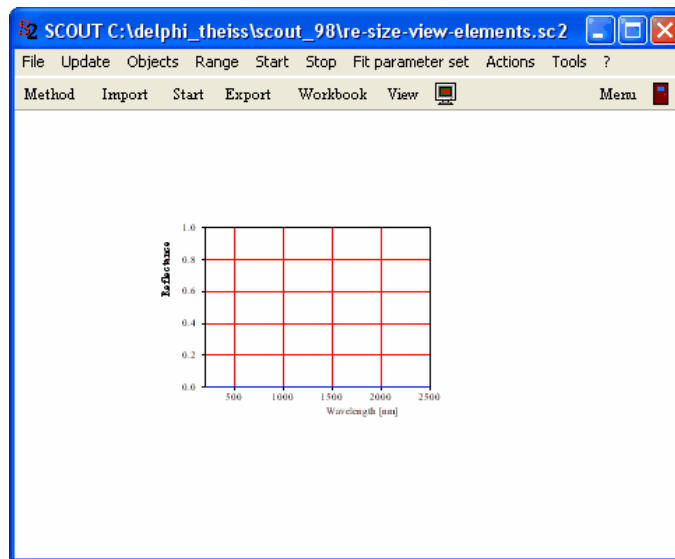 S2 SCOUT C:\delphi_theiss\scout_98\re-size-view-elements.sc2
File Update Objects Range Start Stop Fit parameter set Actions Tools ?
Method Import Start Export Workbook View Menu
1.0
Reflectance
0.8
0.6
0.4
0.2
0.0
500 1000 1500 2000 2500
Wavelength [nm]